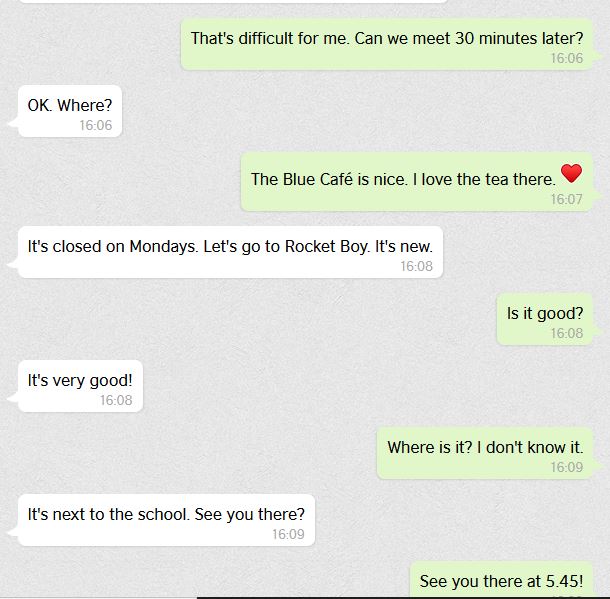 That's difficult for me. Can we meet 30 minutes later?
16:06
OK. Where?
16:06
The Blue Café is nice. I love the tea there. ❤️
16:07
It's closed on Mondays. Let's go to Rocket Boy. It's new.
16:08
Is it good?
16:08
It's very good!
16:08
Where is it? I don't know it.
16:09
It's next to the school. See you there?
16:09
See you there at 5.45!